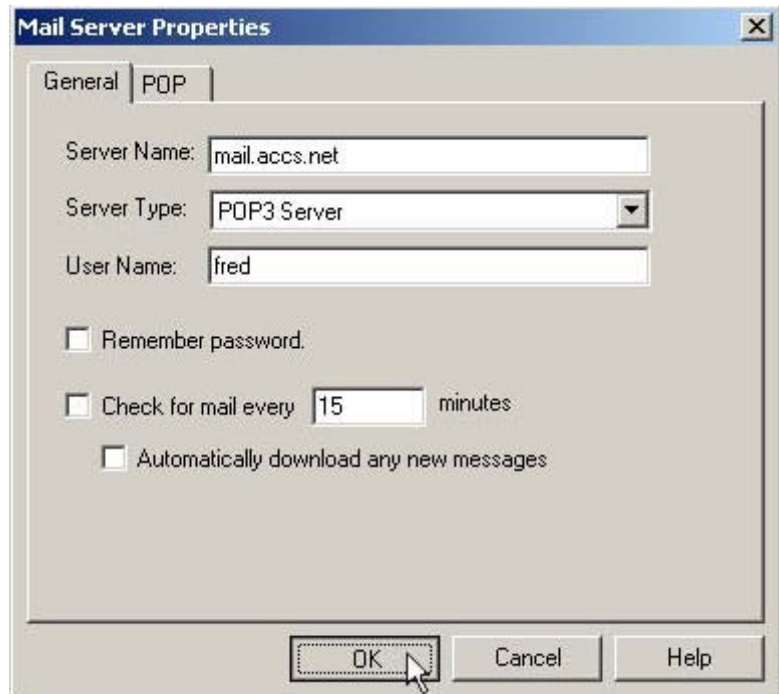 Mail Server Properties
General POP
Server Name: mail.accs.net
Server Type: POP3 Server
User Name: fred
Remember password.
Check for mail every 15 minutes
Automatically download any new messages
OK Cancel Help